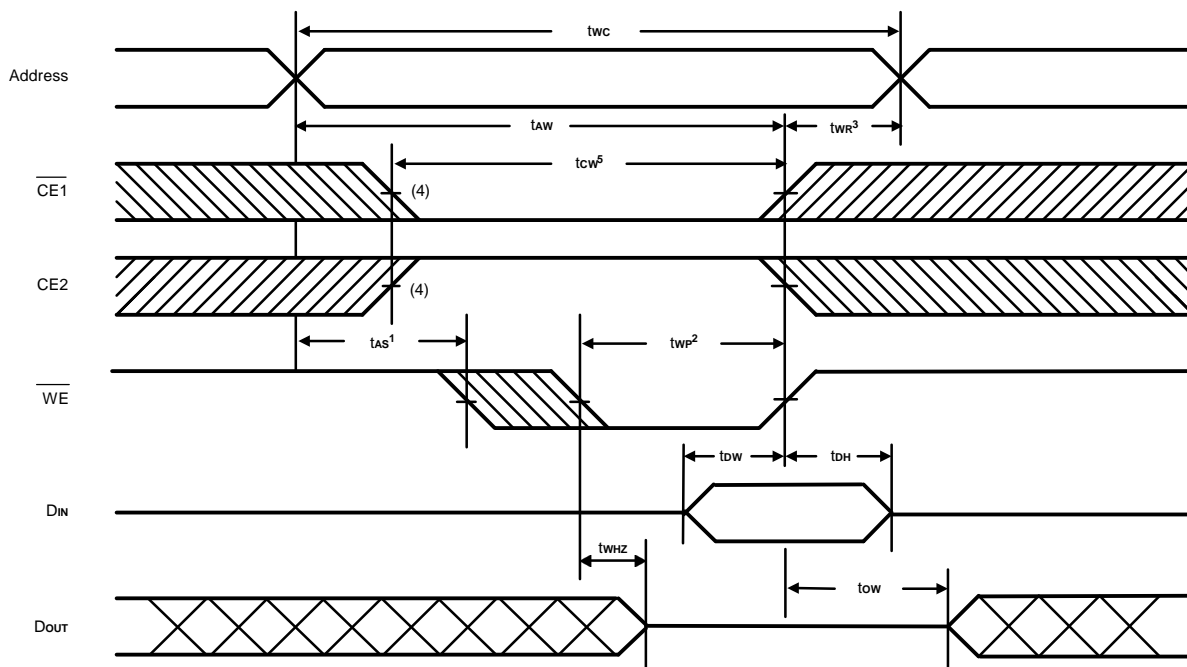 tWC
Address
tAW
tWR³
tCW⁵
CE1
(4)
CE2
(4)
tAS¹
tWP²
WE
tDW
tDH
DIN
tWHZ
tOW
DOUT